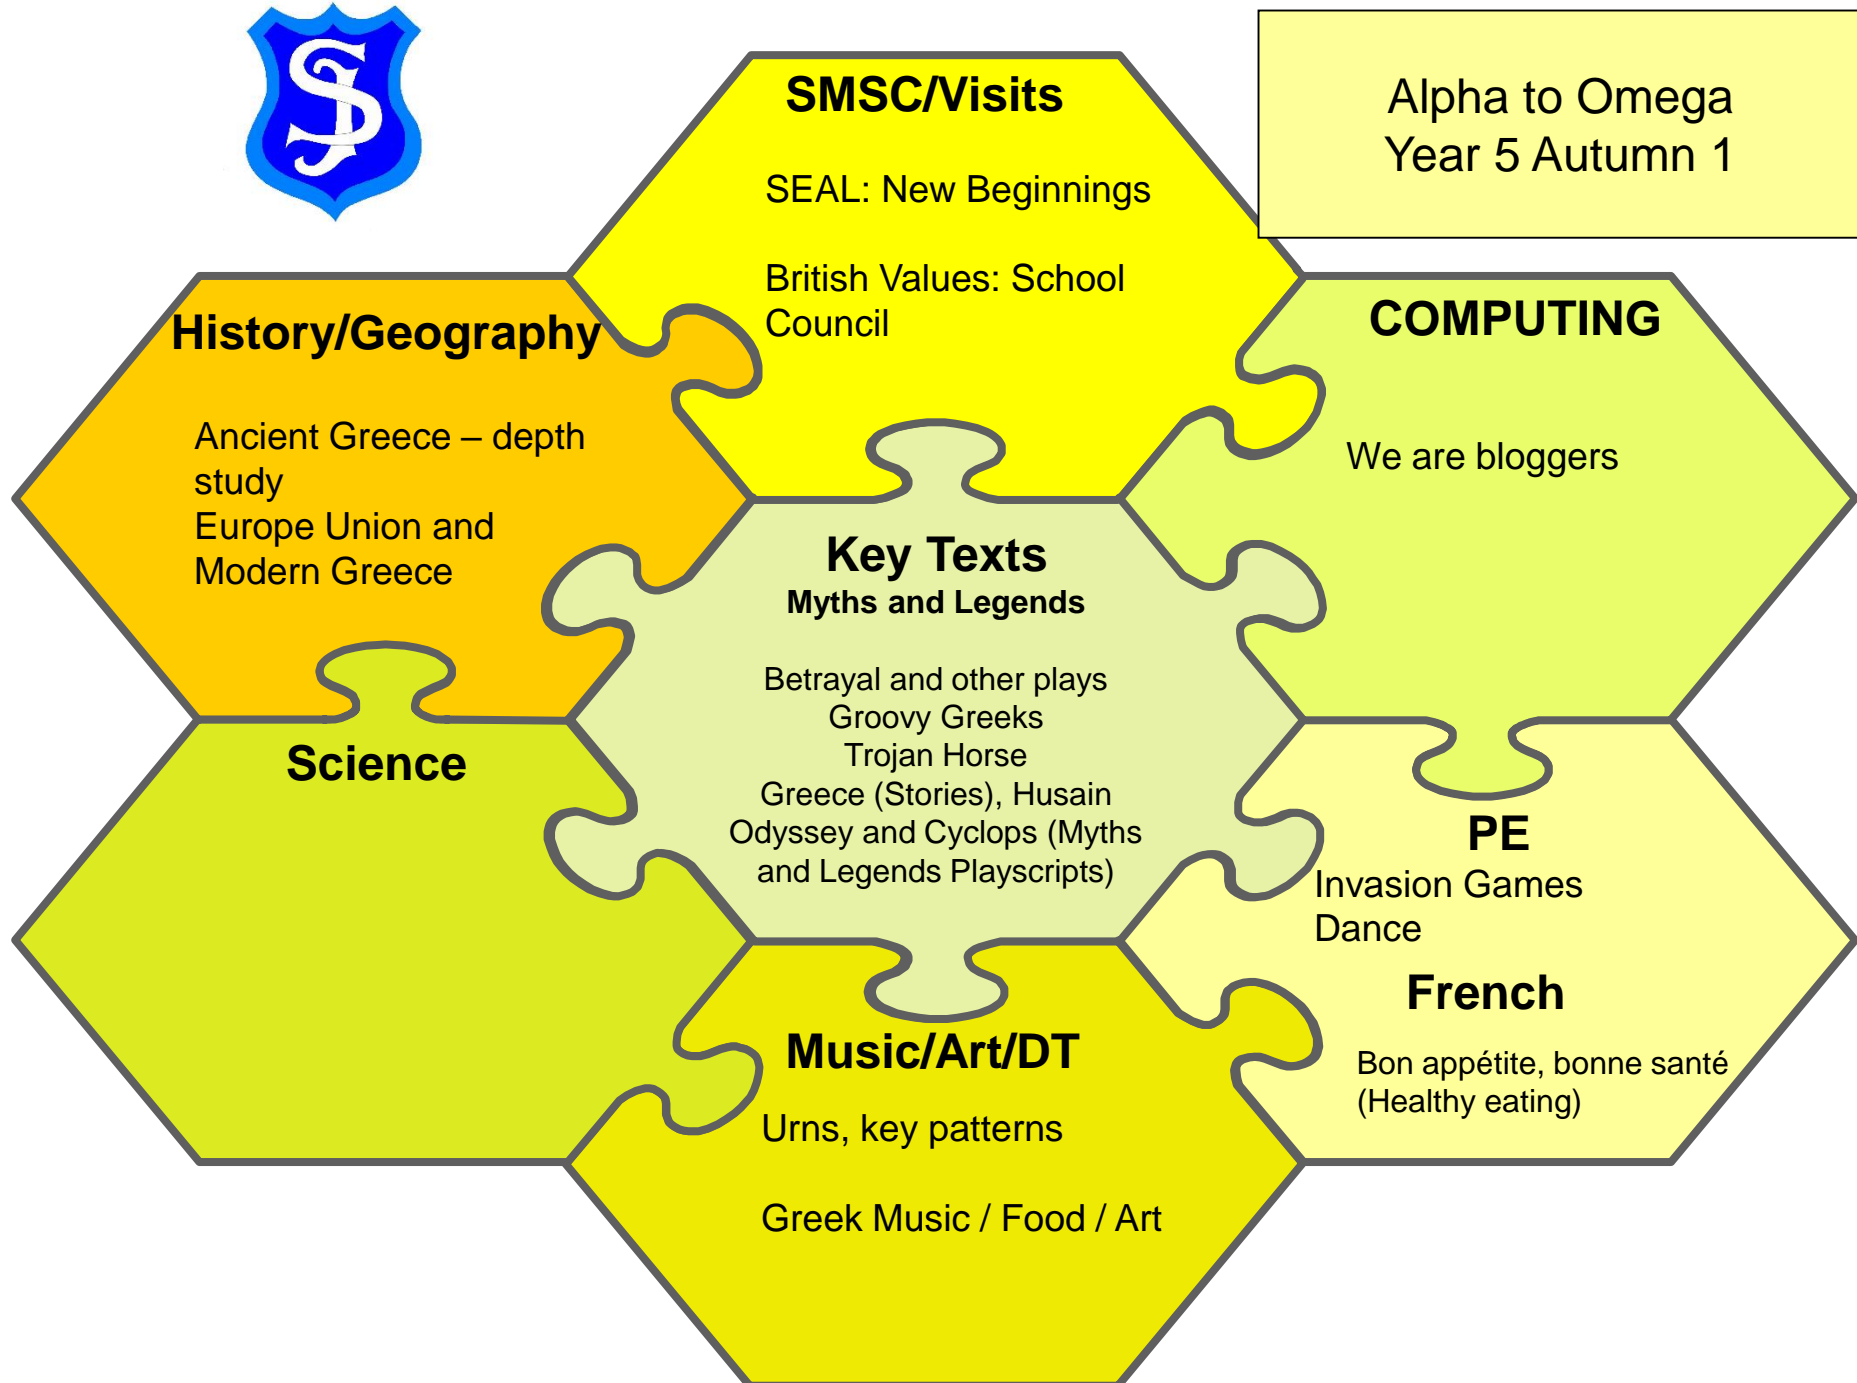 SJ
Alpha to Omega
Year 5 Autumn 1
SMSC/Visits
SEAL: New Beginnings
British Values: School
Council
History/Geography
Ancient Greece – depth
study
Europe Union and
Modern Greece
COMPUTING
We are bloggers
Key Texts
Myths and Legends
Betrayal and other plays
Groovy Greeks
Trojan Horse
Greece (Stories), Husain
Odyssey and Cyclops (Myths
and Legends Playscripts)
Science
PE
Invasion Games
Dance
French
Bon appétite, bonne santé
(Healthy eating)
Music/Art/DT
Urns, key patterns
Greek Music / Food / Art